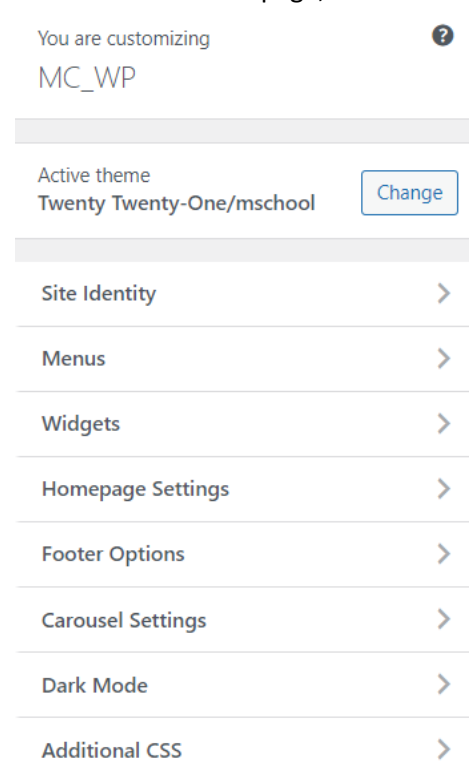 You are customizing
MC_WP
Active theme
Twenty Twenty-One/mschool
Change
Site Identity
Menus
Widgets
Homepage Settings
Footer Options
Carousel Settings
Dark Mode
Additional CSS